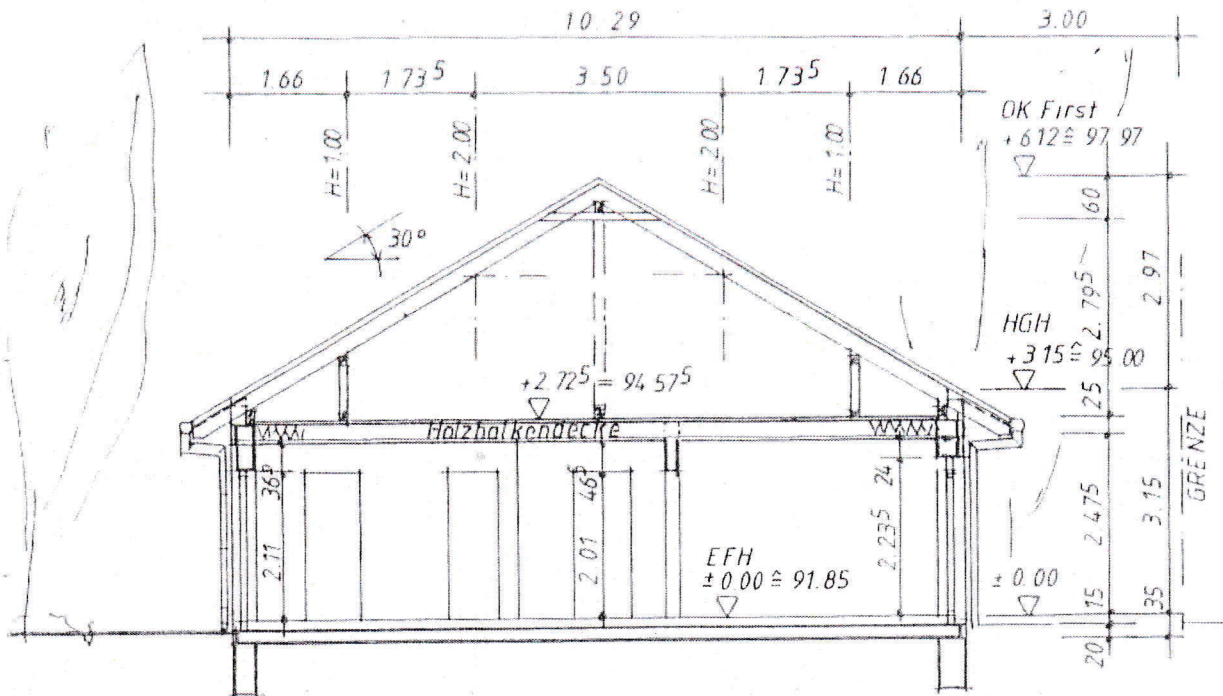 10.29
3.00
1.66
1.73⁵
3.50
1.73⁵
1.66
H=1.00
H=2.00
H=2.00
H=1.00
OK First
+6.12 ≙ 97.97
30°
60
2.79⁵
2.97
HGH
+3.15 ≙ 95.00
+2.72⁵ = 94.57⁵
25
Holzbalkendecke
36⁵
46⁵
24
2.11
2.01
2.23⁵
2.475
3.15
GRENZE
EFH
± 0.00 ≙ 91.85
± 0.00
15
35
20